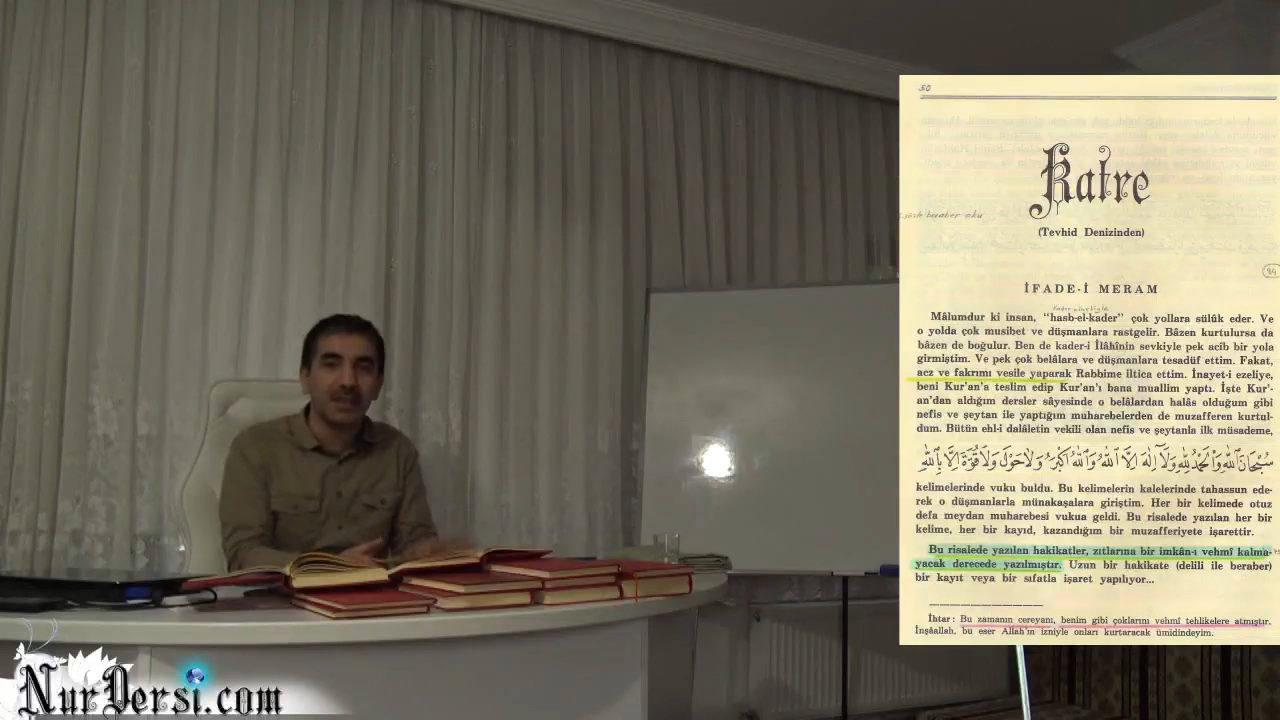 50
Katre
beraber oku
(Tevhid Denizinden)
İFADE-İ MERAM
Mâlumdur ki insan, "hasb-el-kader" çok yollara sülûk eder. Ve
o yolda çok musibet ve düşmanlara rastgelir. Bâzen kurtulursa da
bâzen de boğulur. Ben de kader-i İlâhînin sevkiyle pek acîb bir yola
girmiştim. Ve pek çok belâlara ve düşmanlara tesadüf ettim. Fakat,
acz ve fakrımı vesile yaparak Rabbime iltica ettim. İnayet-i ezeliye,
beni Kur'an'a teslim edip Kur'an'ı bana muallim yaptı. İşte Kur'-
an'dan aldığım dersler sâyesinde o belâlardan halâs olduğum gibi
nefis ve şeytan ile yaptığım muharebelerden de muzafferen kurtul-
dum. Bütün ehl-i dalâletin vekili olan nefis ve şeytanla ilk müsademe,
سُبْحَانَ اللّٰهِ وَالْحَمْدُ لِلّٰهِ وَلَا اِلٰهَ اِلَّا اللّٰهُ وَاللّٰهُ اَكْبَرُ وَلَا حَوْلَ وَلَا قُوَّةَ اِلَّا بِاللّٰهِ
kelimelerinde vuku buldu. Bu kelimelerin kalelerinde tahassun ede-
rek o düşmanlarla münakaşalara giriştim. Her bir kelimede otuz
defa meydan muharebesi vukua geldi. Bu risalede yazılan her bir
kelime, her bir kayıd, kazandığım bir muzafferiyete işarettir.
Bu risalede yazılan hakikatler, zıtlarına bir imkân-ı vehmî kalma-
yacak derecede yazılmıştır. Uzun bir hakikate (delili ile beraber)
bir kayıt veya bir sıfatla işaret yapılıyor...
İhtar: Bu zamanın cereyanı, benim gibi çoklarını vehmî tehlikelere atmıştır.
İnşâallah, bu eser Allah'ın izniyle onları kurtaracak ümidindeyim.
NurDersi.com